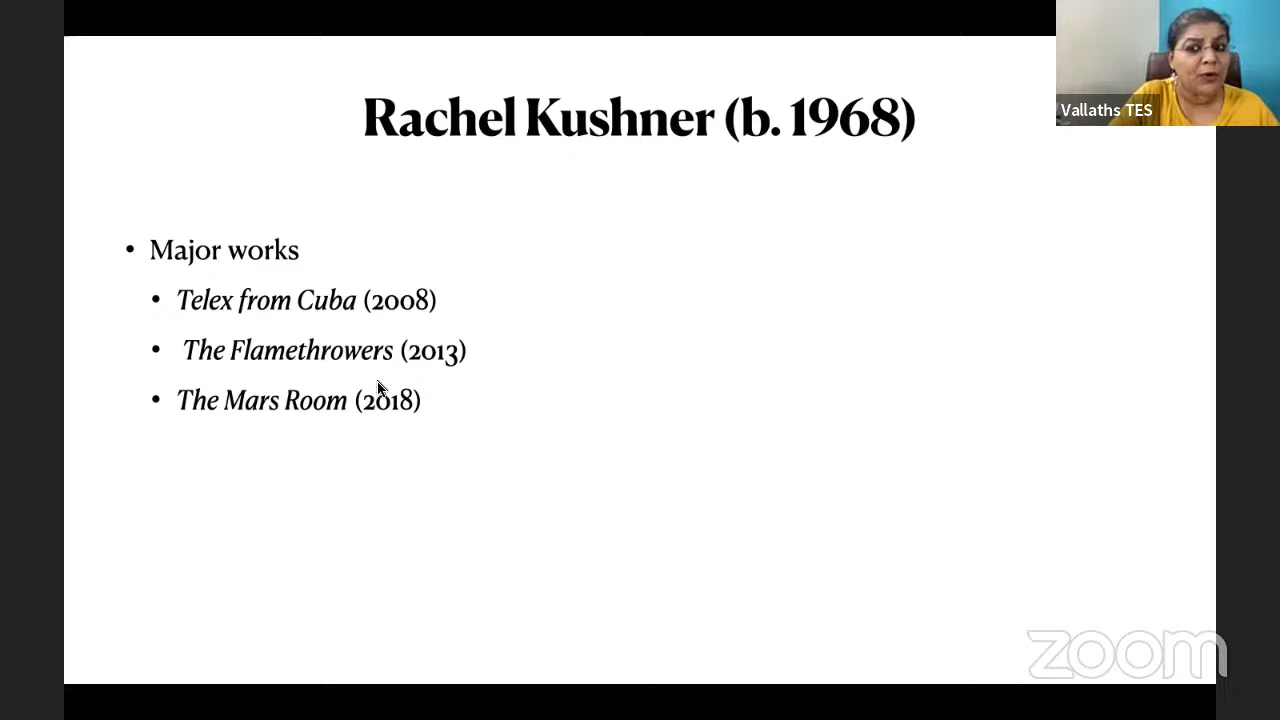 Rachel Kushner (b. 1968)
Vallaths TES
• Major works
• Telex from Cuba (2008)
• The Flamethrowers (2013)
• The Mars Room (2018)
zoom